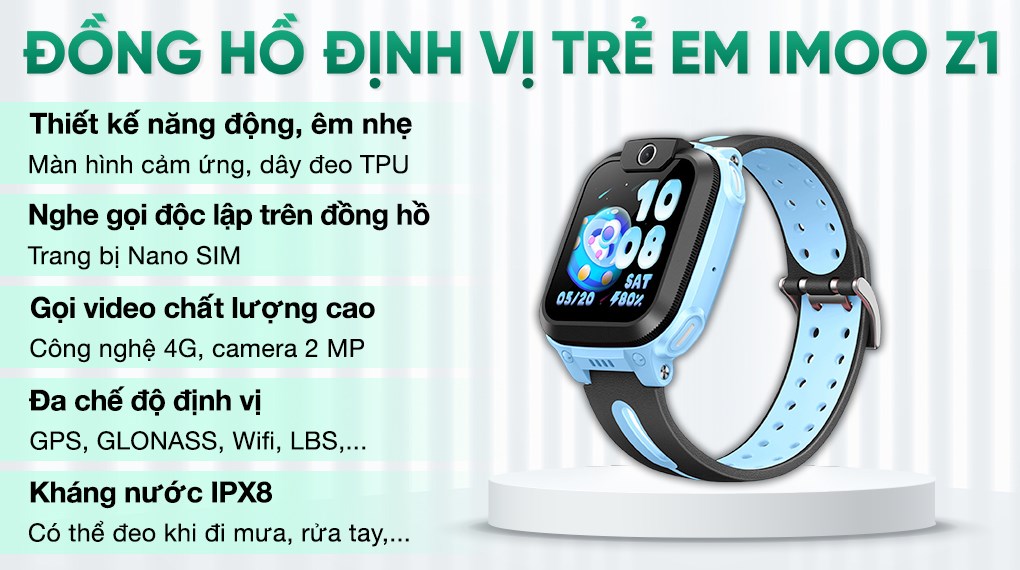 ĐỒNG HỒ ĐỊNH VỊ TRẺ EM IMOO Z1
Thiết kế năng động, êm nhẹ
Màn hình cảm ứng, dây đeo TPU
Nghe gọi độc lập trên đồng hồ
Trang bị Nano SIM
Gọi video chất lượng cao
Công nghệ 4G, camera 2 MP
Đa chế độ định vị
GPS, GLONASS, Wifi, LBS,...
Kháng nước IPX8
Có thể đeo khi đi mưa, rửa tay,...
10
08
SAT
05/20 80%